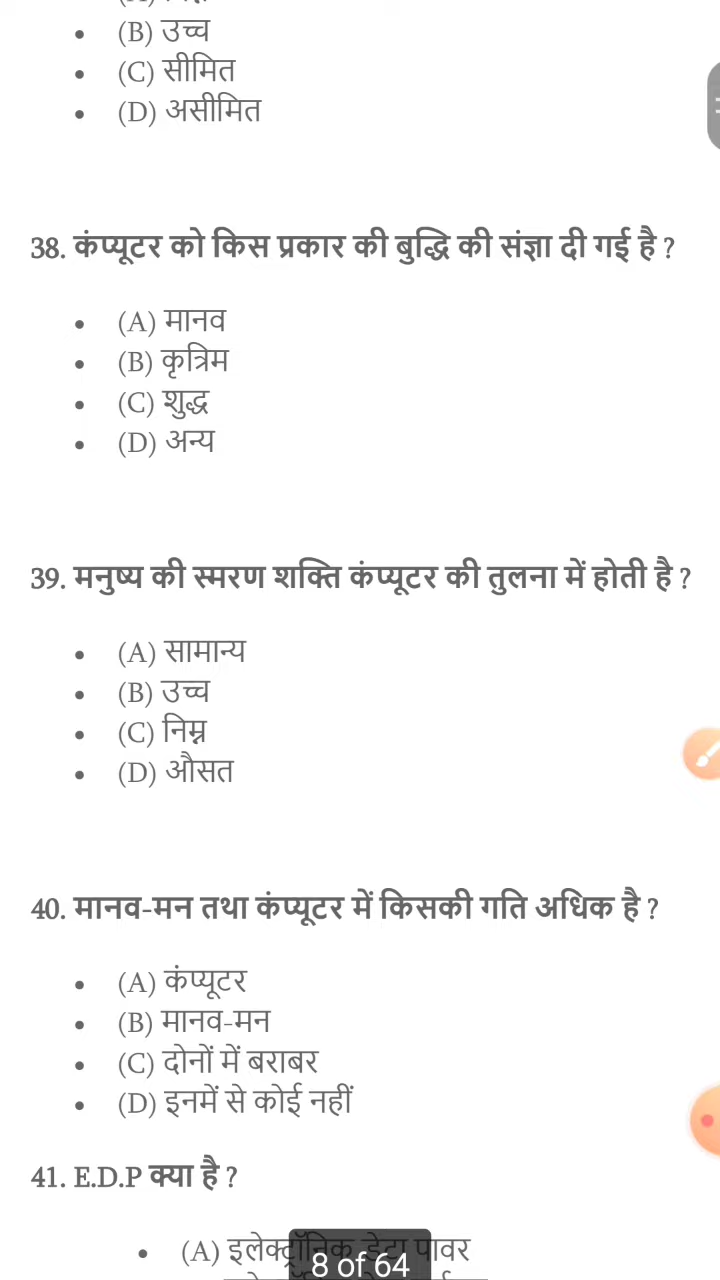 (B) उच्च
(C) सीमित
(D) असीमित
38. कंप्यूटर को किस प्रकार की बुद्धि की संज्ञा दी गई है ?
(A) मानव
(B) कृत्रिम
(C) शुद्ध
(D) अन्य
39. मनुष्य की स्मरण शक्ति कंप्यूटर की तुलना में होती है ?
(A) सामान्य
(B) उच्च
(C) निम्न
(D) औसत
40. मानव-मन तथा कंप्यूटर में किसकी गति अधिक है ?
(A) कंप्यूटर
(B) मानव-मन
(C) दोनों में बराबर
(D) इनमें से कोई नहीं
41. E.D.P क्या है ?
(A) इलेक्ट्रॉनिक डेटा पावर
8 of 64